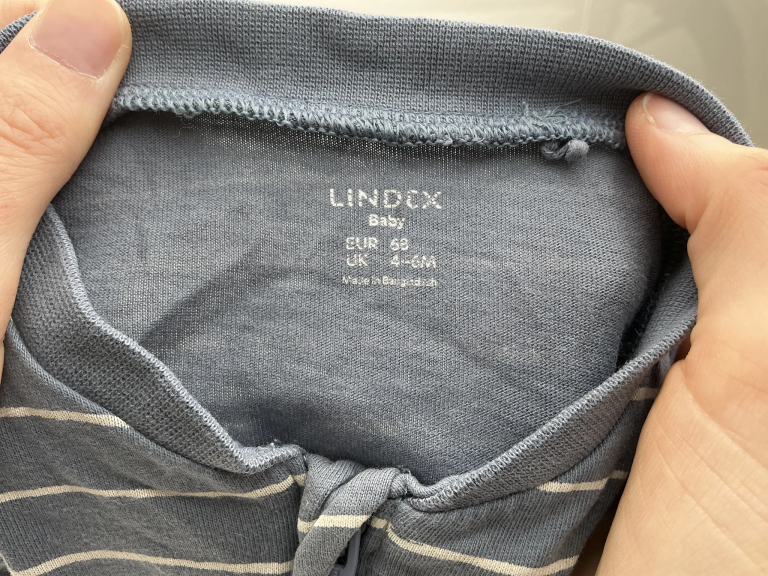 LINDEX
Baby
EUR 68
UK 4-6M
Made in Bangladesh